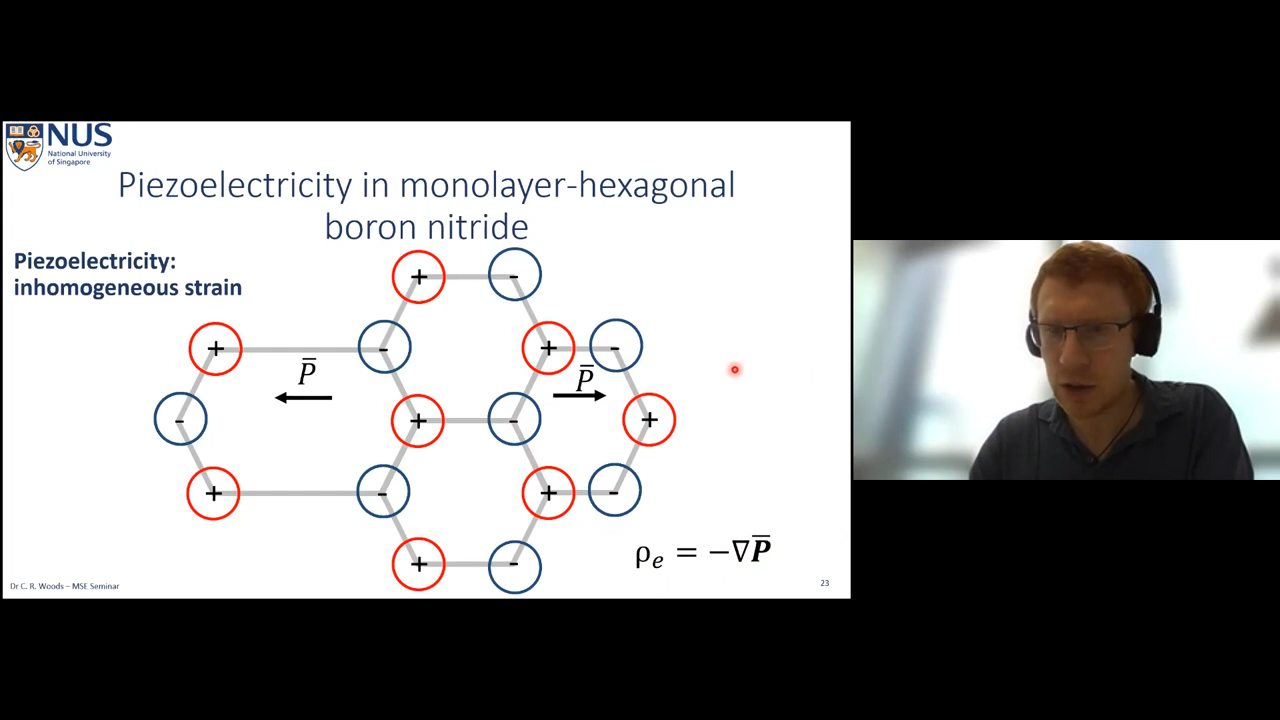 NUS
National University
of Singapore
Piezoelectricity in monolayer-hexagonal
boron nitride
Piezoelectricity:
inhomogeneous strain
+ -
+ - + -
P̅ P̅
- + - +
+ - + -
+ -
ρₑ = −∇P̅
Dr C. R. Woods – MSE Seminar
23